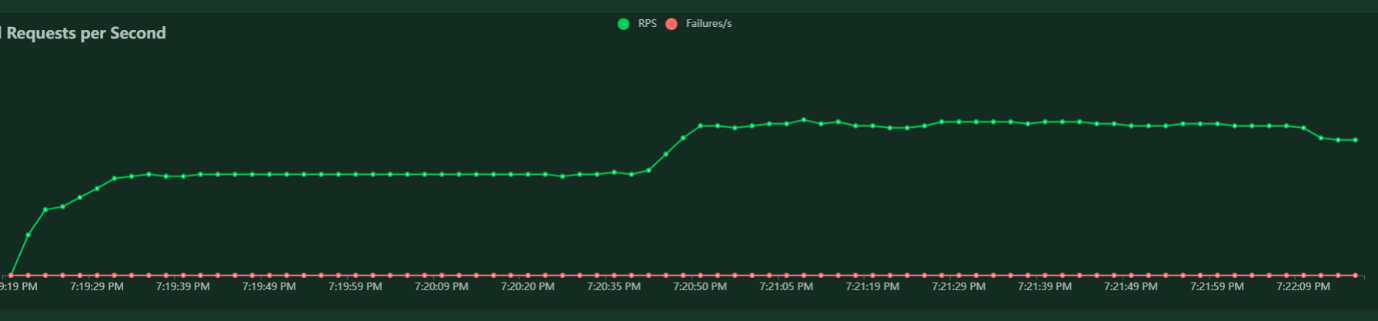 RPS Failures/s
Requests per Second
9:19 PM 7:19:29 PM 7:19:39 PM 7:19:49 PM 7:19:59 PM 7:20:09 PM 7:20:20 PM 7:20:35 PM 7:20:50 PM 7:21:05 PM 7:21:19 PM 7:21:29 PM 7:21:39 PM 7:21:49 PM 7:21:59 PM 7:22:09 PM